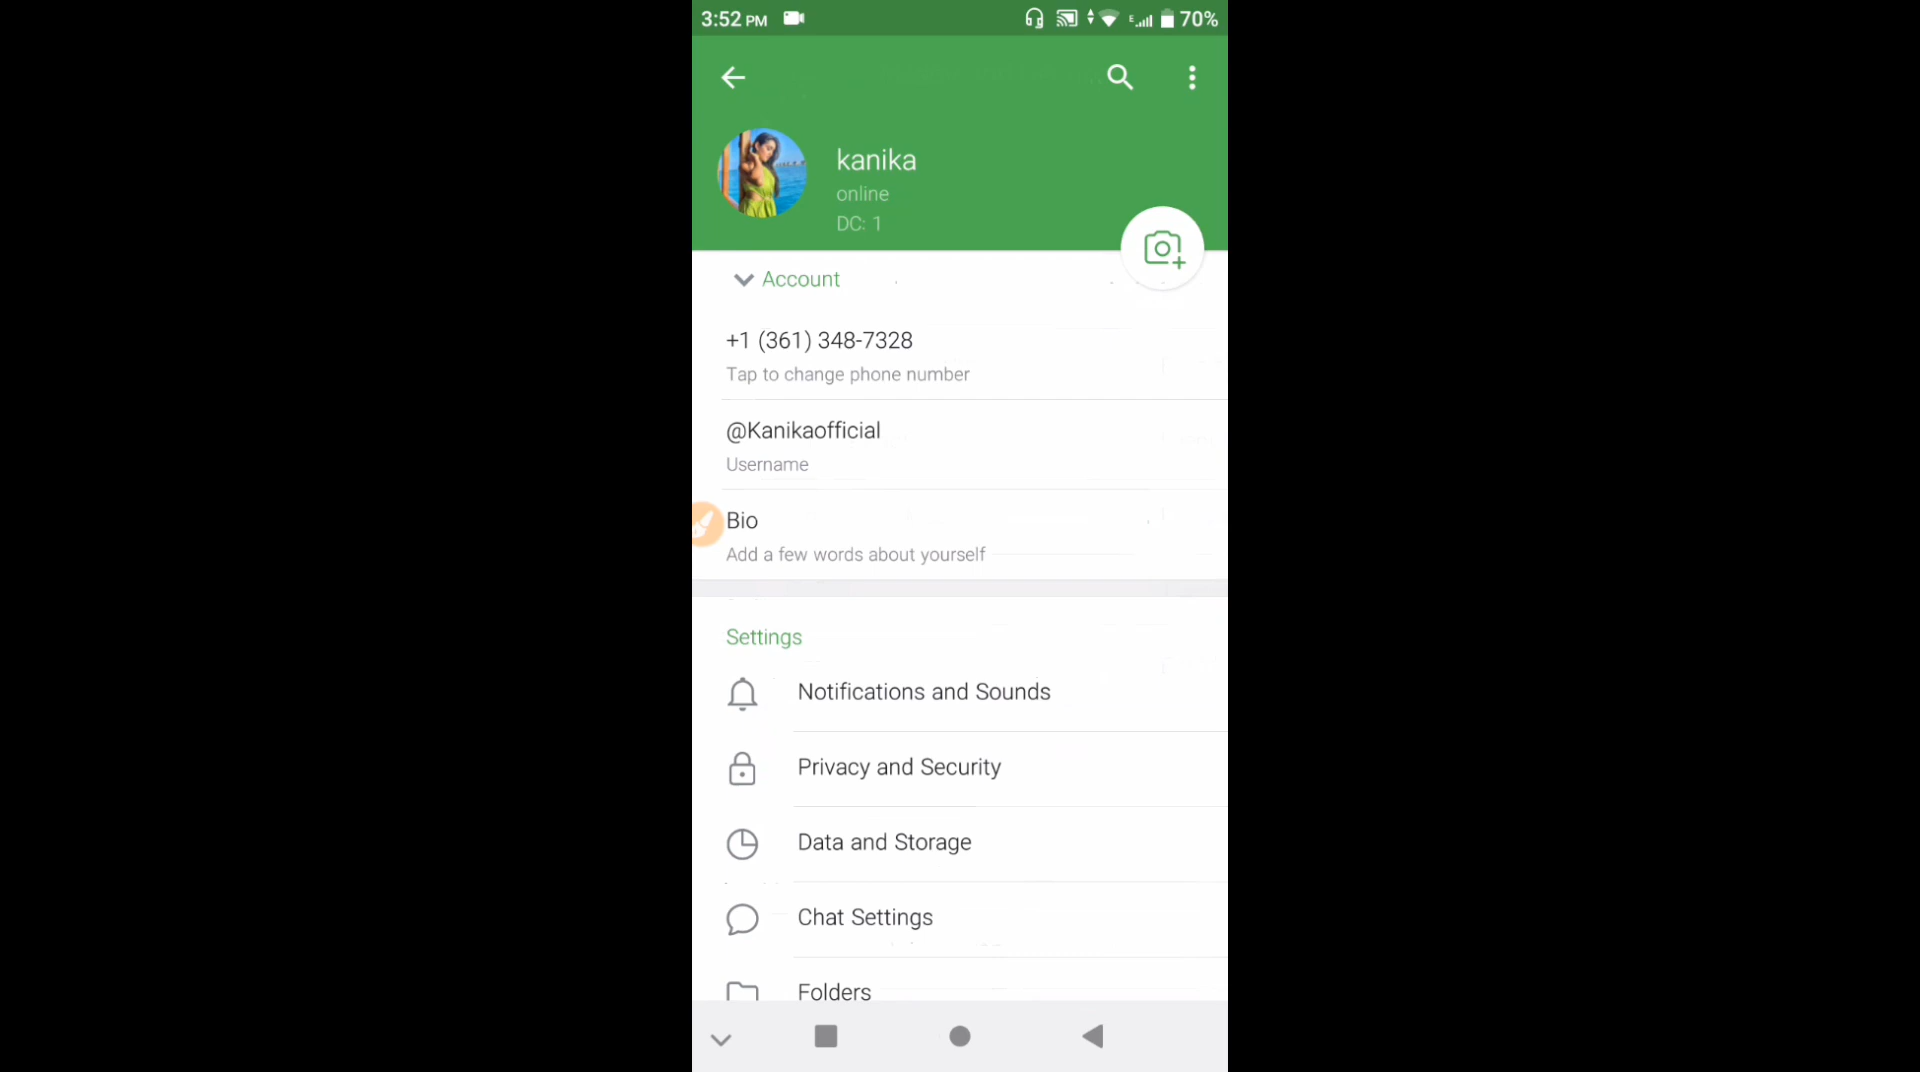 3:52 PM
E
70%
kanika
online
DC: 1
Account
+1 (361) 348-7328
Tap to change phone number
@Kanikaofficial
Username
Bio
Add a few words about yourself
Settings
Notifications and Sounds
Privacy and Security
Data and Storage
Chat Settings
Folders